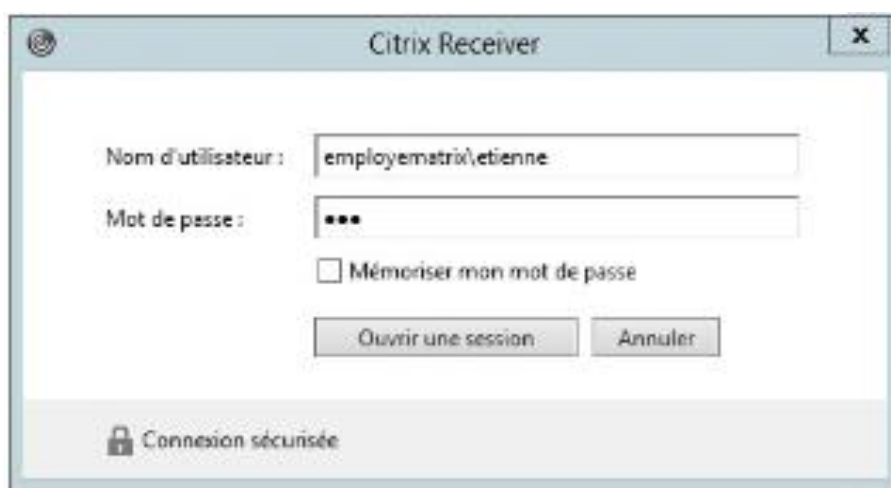 Citrix Receiver
Nom d'utilisateur : employematrix\etienne
Mot de passe : •••
Mémoriser mon mot de passe
Ouvrir une session Annuler
Connexion sécurisée